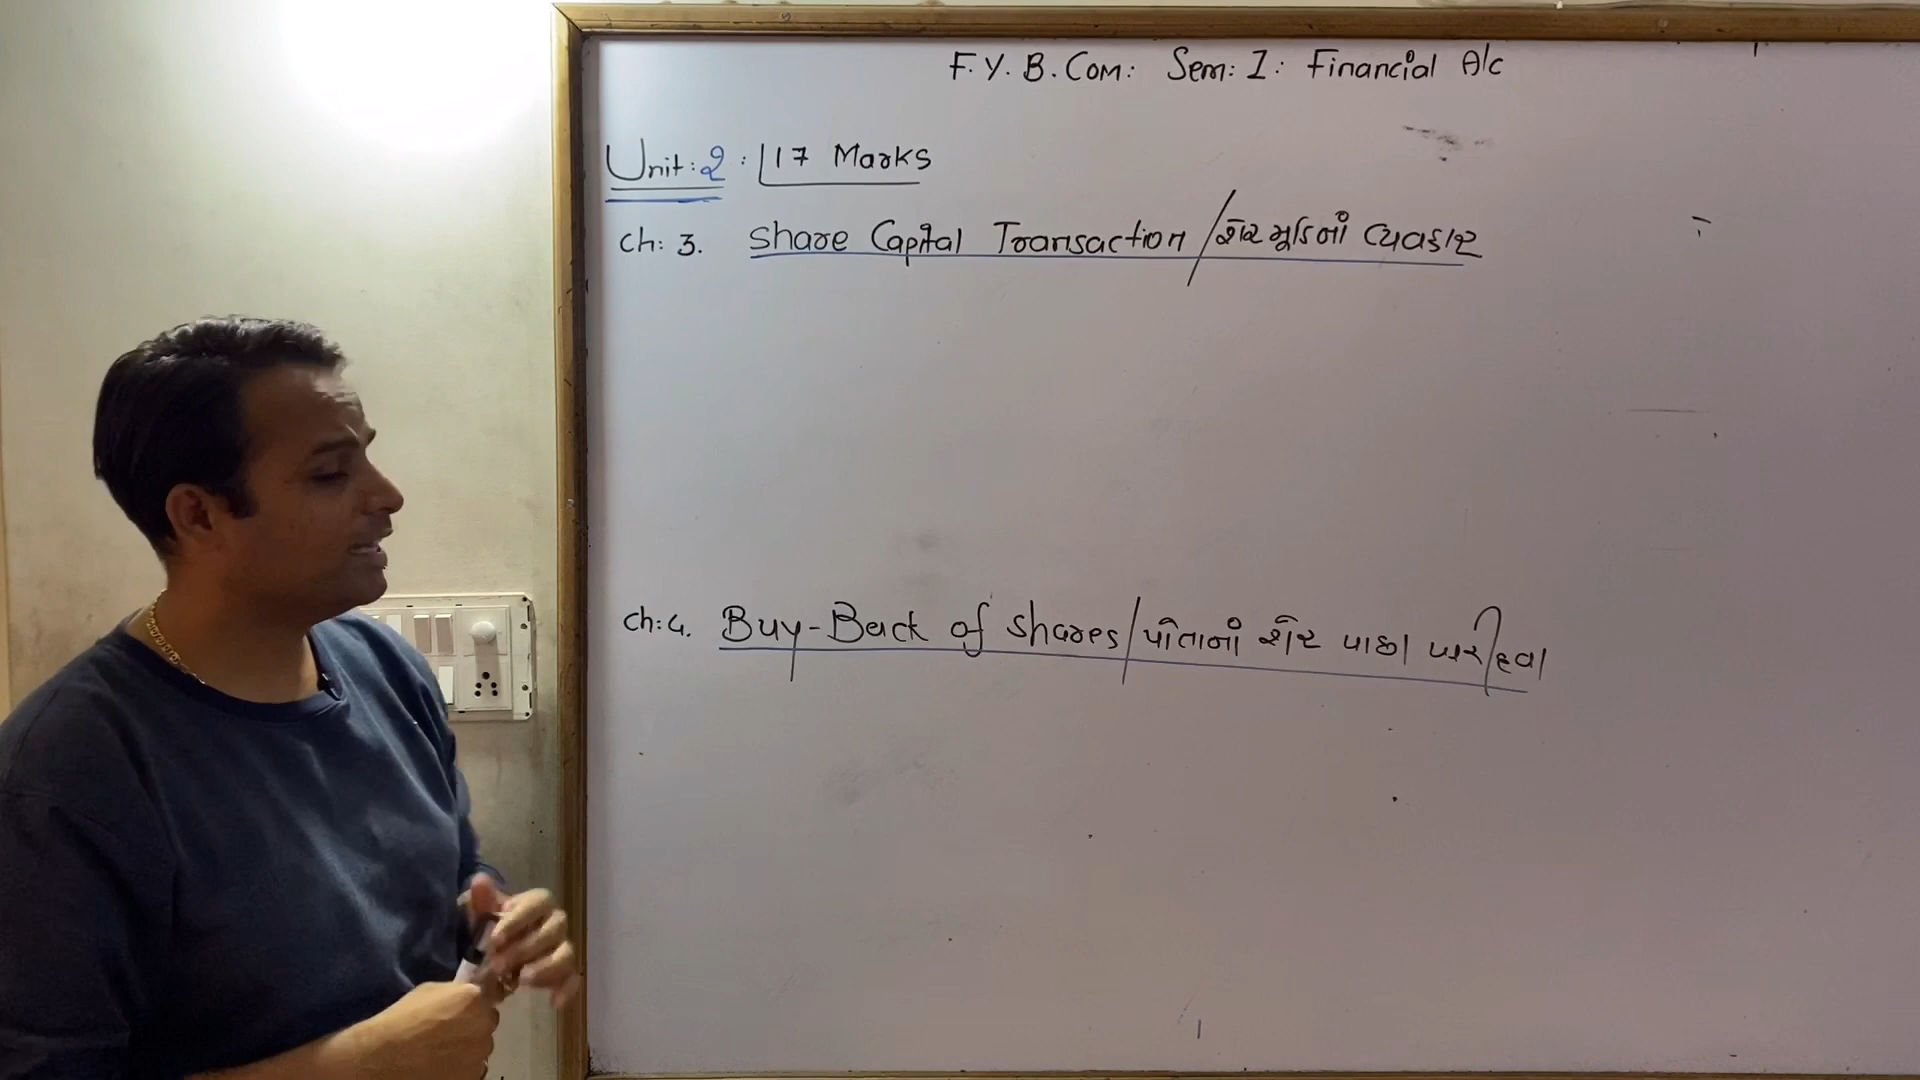 F.Y.B.Com: Sem: I: Financial A/c
Unit:2: 17 Marks
Ch: 3. Share Capital Transaction / શેર મૂડિનાં વ્યવહાર
Ch:4. Buy-Back of Shares / પોતાનાં શેર પાછા ખરીદવા